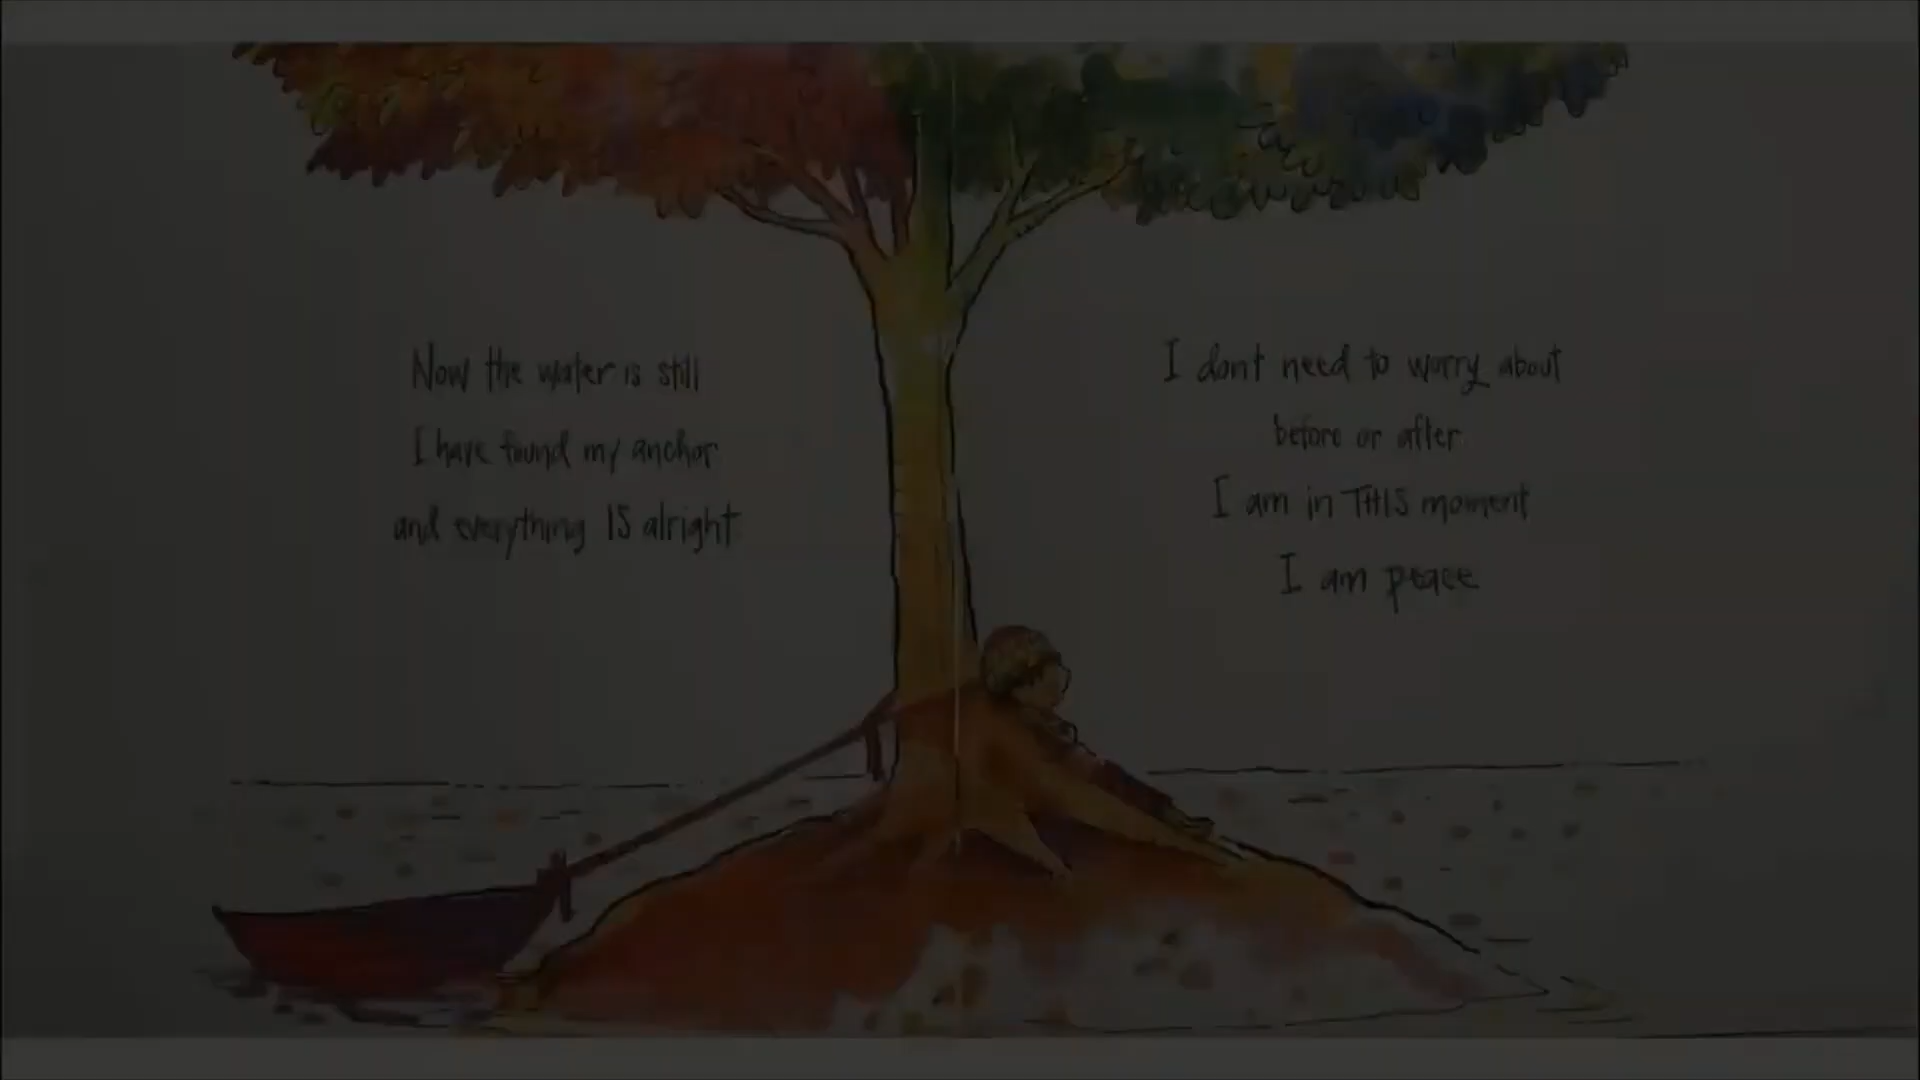 Now the water is still
I have found my anchor
and everything IS alright
I dont need to worry about
before or after
I am in THIS moment
I am peace